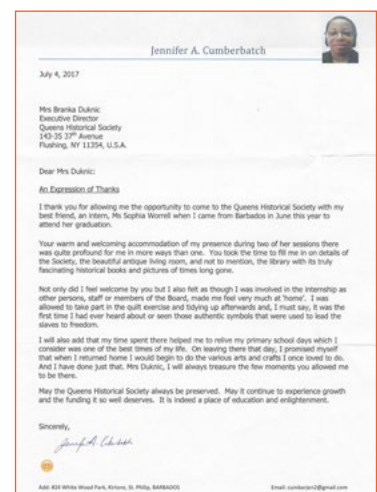 Jennifer A. Cumberbatch
July 4, 2017
Mrs Branka Duknic
Executive Director
Queens Historical Society
143-35 37th Avenue
Flushing, NY 11354, U.S.A.
Dear Mrs Duknic:
An Expression of Thanks
I thank you for allowing me the opportunity to come to the Queens Historical Society with my
best friend, an intern, Ms Sophia Worrell when I came from Barbados in June this year to
attend her graduation.
Your warm and welcoming accommodation of my presence during two of her sessions there
was quite profound for me in more ways than one. You took the time to fill me in on details of
the Society, the beautiful antique living room, and not to mention, the library with its truly
fascinating historical books and pictures of times long gone.
Not only did I feel welcome by you but I also felt as though I was involved in the internship as
other persons, staff or members of the Board, made me feel very much at 'home'. I was
allowed to take part in the quilt exercise and tidying up afterwards and, I must say, it was the
first time I had ever heard about or seen those authentic symbols that were used to lead the
slaves to freedom.
I will also add that my time spent there helped me to relive my primary school days which I
consider was one of the best times of my life. On leaving there that day, I promised myself
that when I returned home I would begin to do the various arts and crafts I once loved to do.
And I have done just that. Mrs Duknic, I will always treasure the few moments you allowed me
to be there.
May the Queens Historical Society always be preserved. May it continue to experience growth
and the funding it so well deserves. It is indeed a place of education and enlightenment.
Sincerely,
Add: #24 White Wood Park, Kirtons, St. Philip, BARBADOS
Email: cumberjen2@gmail.com